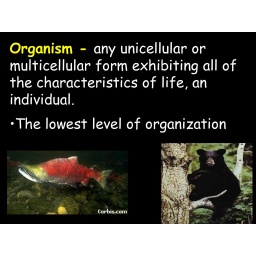 Organism - any unicellular or
multicellular form exhibiting all of
the characteristics of life, an
individual.
•The lowest level of organization
Corbis.com